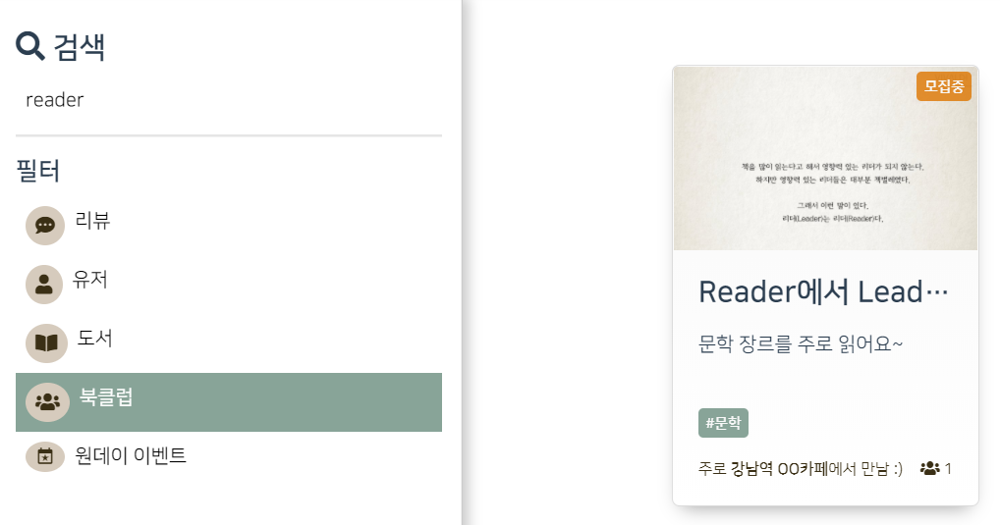 검색
reader
필터
리뷰
유저
도서
북클럽
원데이 이벤트
모집중
책을 많이 읽는다고 해서 영향력 있는 리더가 되지 않는다.
하지만 영향력 있는 리더들은 대부분 책벌레였다.
그래서 이런 말이 있다.
리더(Leader)는 리더(Reader)다.
Reader에서 Lead…
문학 장르를 주로 읽어요~
#문학
주로 강남역 OO카페에서 만남 :) 1